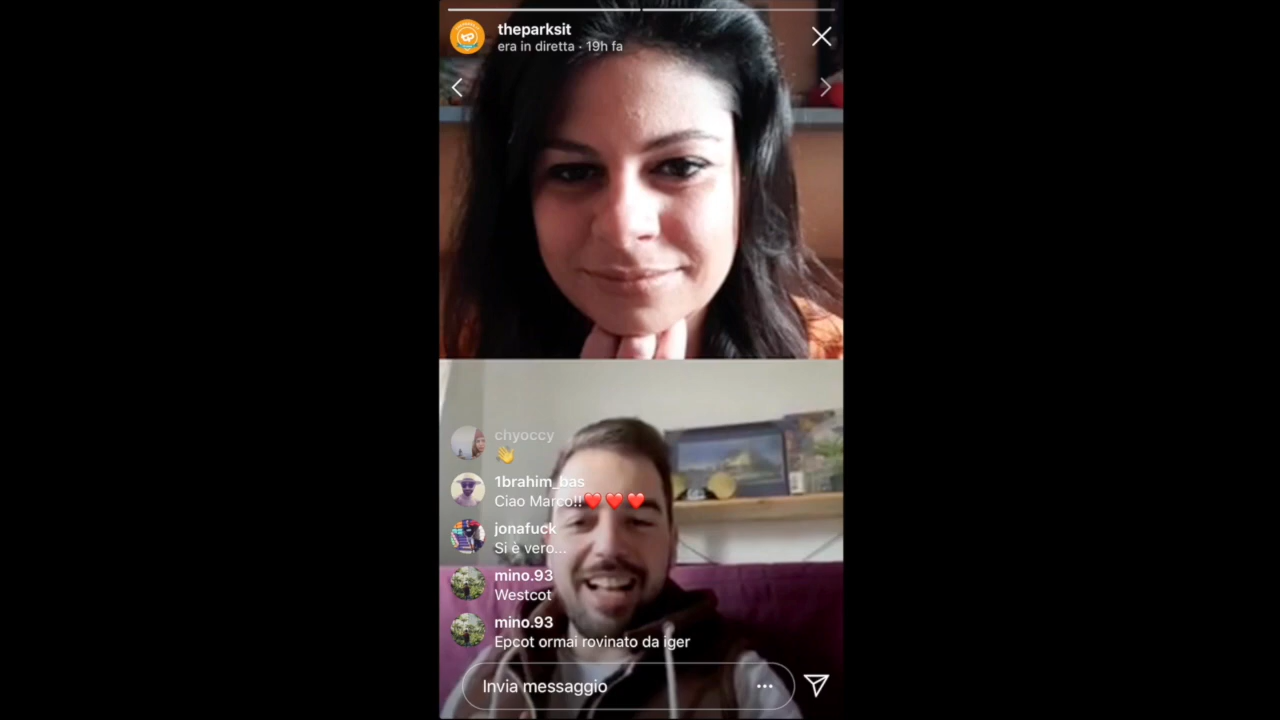 theparksit
era in diretta · 19h fa
chyoccy
👋
1brahim_bas
Ciao Marco!!❤️❤️❤️
jonafuck
Si è vero...
mino.93
Westcot
mino.93
Epcot ormai rovinato da iger
Invia messaggio